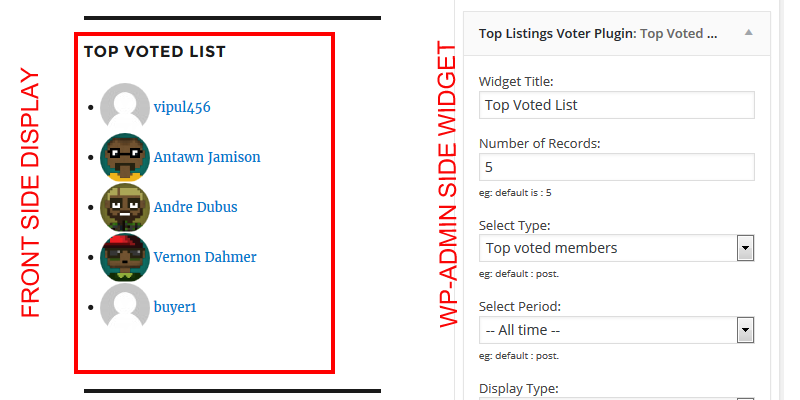 FRONT SIDE DISPLAY
TOP VOTED LIST
vipul456
Antawn Jamison
Andre Dubus
Vernon Dahmer
buyer1
WP-ADMIN SIDE WIDGET
Top Listings Voter Plugin: Top Voted ...
Widget Title:
Top Voted List
Number of Records:
5
eg: default is : 5
Select Type:
Top voted members
eg: default : post.
Select Period:
-- All time --
eg: default : post.
Display Type: